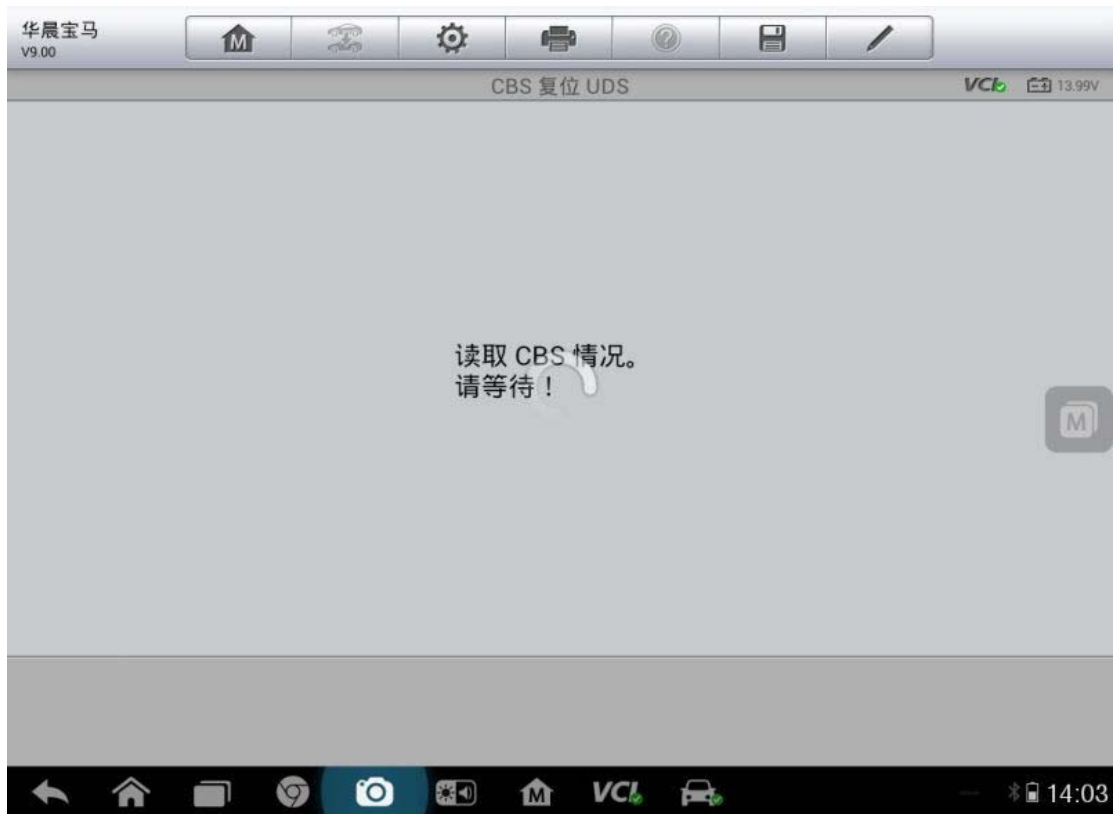 华晨宝马
V9.00
M
CBS 复位 UDS
VCI
13.99V
读取 CBS 情况。
请等待！
M
M
VCI
14:03